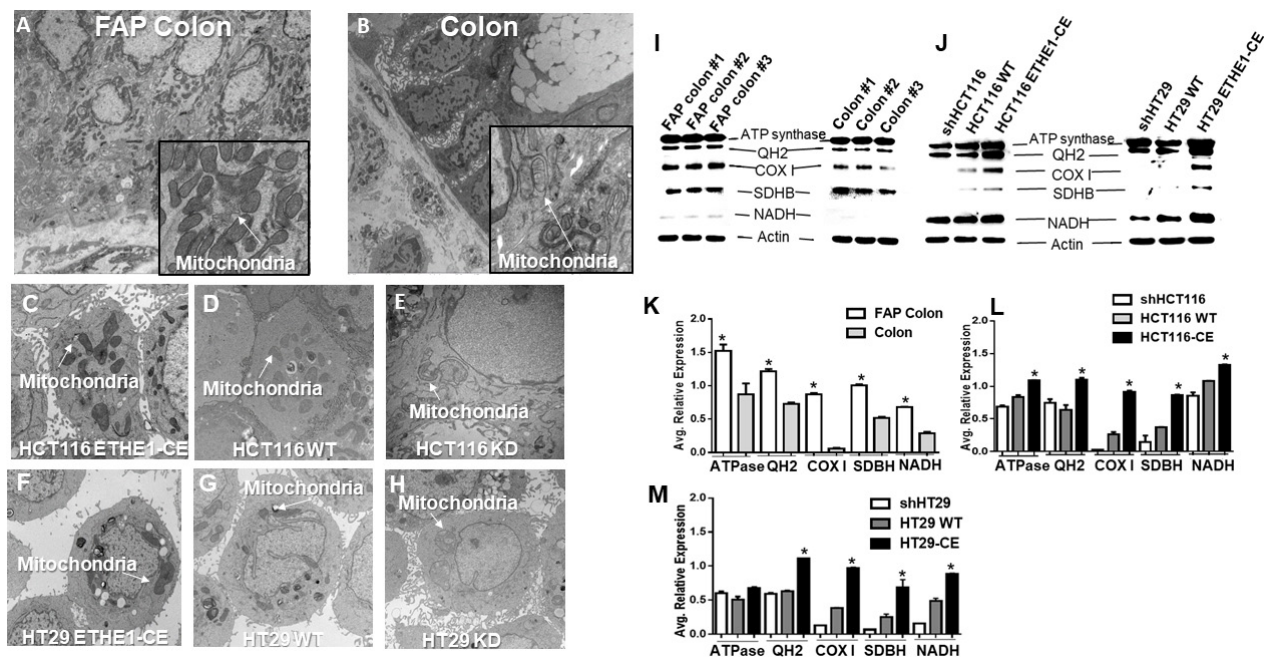 A FAP Colon
Mitochondria
B Colon
Mitochondria
C
Mitochondria
HCT116 ETHE1-CE
D
Mitochondria
HCT116 WT
E
Mitochondria
HCT116 KD
F
Mitochondria
HT29 ETHE1-CE
G
Mitochondria
HT29 WT
H
Mitochondria
HT29 KD
I
FAP colon #1
FAP colon #2
FAP colon #3
Colon #1
Colon #2
Colon #3
ATP synthase
QH2
COX I
SDHB
NADH
Actin
J
shHCT116
HCT116 WT
HCT116 ETHE1-CE
shHT29
HT29 WT
HT29 ETHE1-CE
ATP synthase
QH2
COX I
SDHB
NADH
Actin
K
FAP Colon
Colon
Avg. Relative Expression
2.0
1.5
1.0
0.5
0.0
* * * * *
ATPase QH2 COX I SDBH NADH
L
shHCT116
HCT116 WT
HCT116-CE
Avg. Relative Expression
2.0
1.5
1.0
0.5
0.0
* * * * *
ATPase QH2 COX I SDBH NADH
M
shHT29
HT29 WT
HT29-CE
Avg. Relative Expression
2.0
1.5
1.0
0.5
0.0
* * * *
ATPase QH2 COX I SDBH NADH